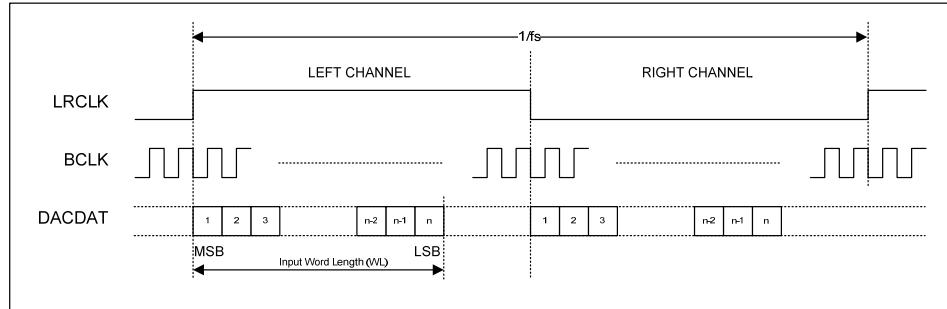 1/fs
LEFT CHANNEL RIGHT CHANNEL
LRCLK
BCLK
DACDAT 1 2 3 n-2 n-1 n 1 2 3 n-2 n-1 n
MSB LSB
Input Word Length (WL)